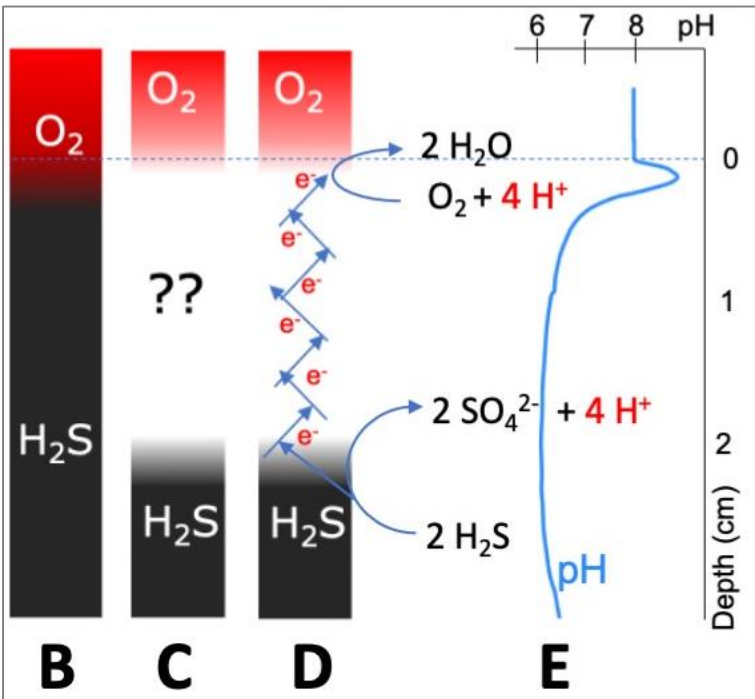 6 7 8 pH
O₂
O₂
O₂
2 H₂O
0
e⁻
O₂ + 4 H⁺
e⁻
??
e⁻
1
e⁻
e⁻
2 SO₄²⁻ + 4 H⁺
e⁻
H₂S
2
H₂S
H₂S
2 H₂S
pH
Depth (cm)
B C D E